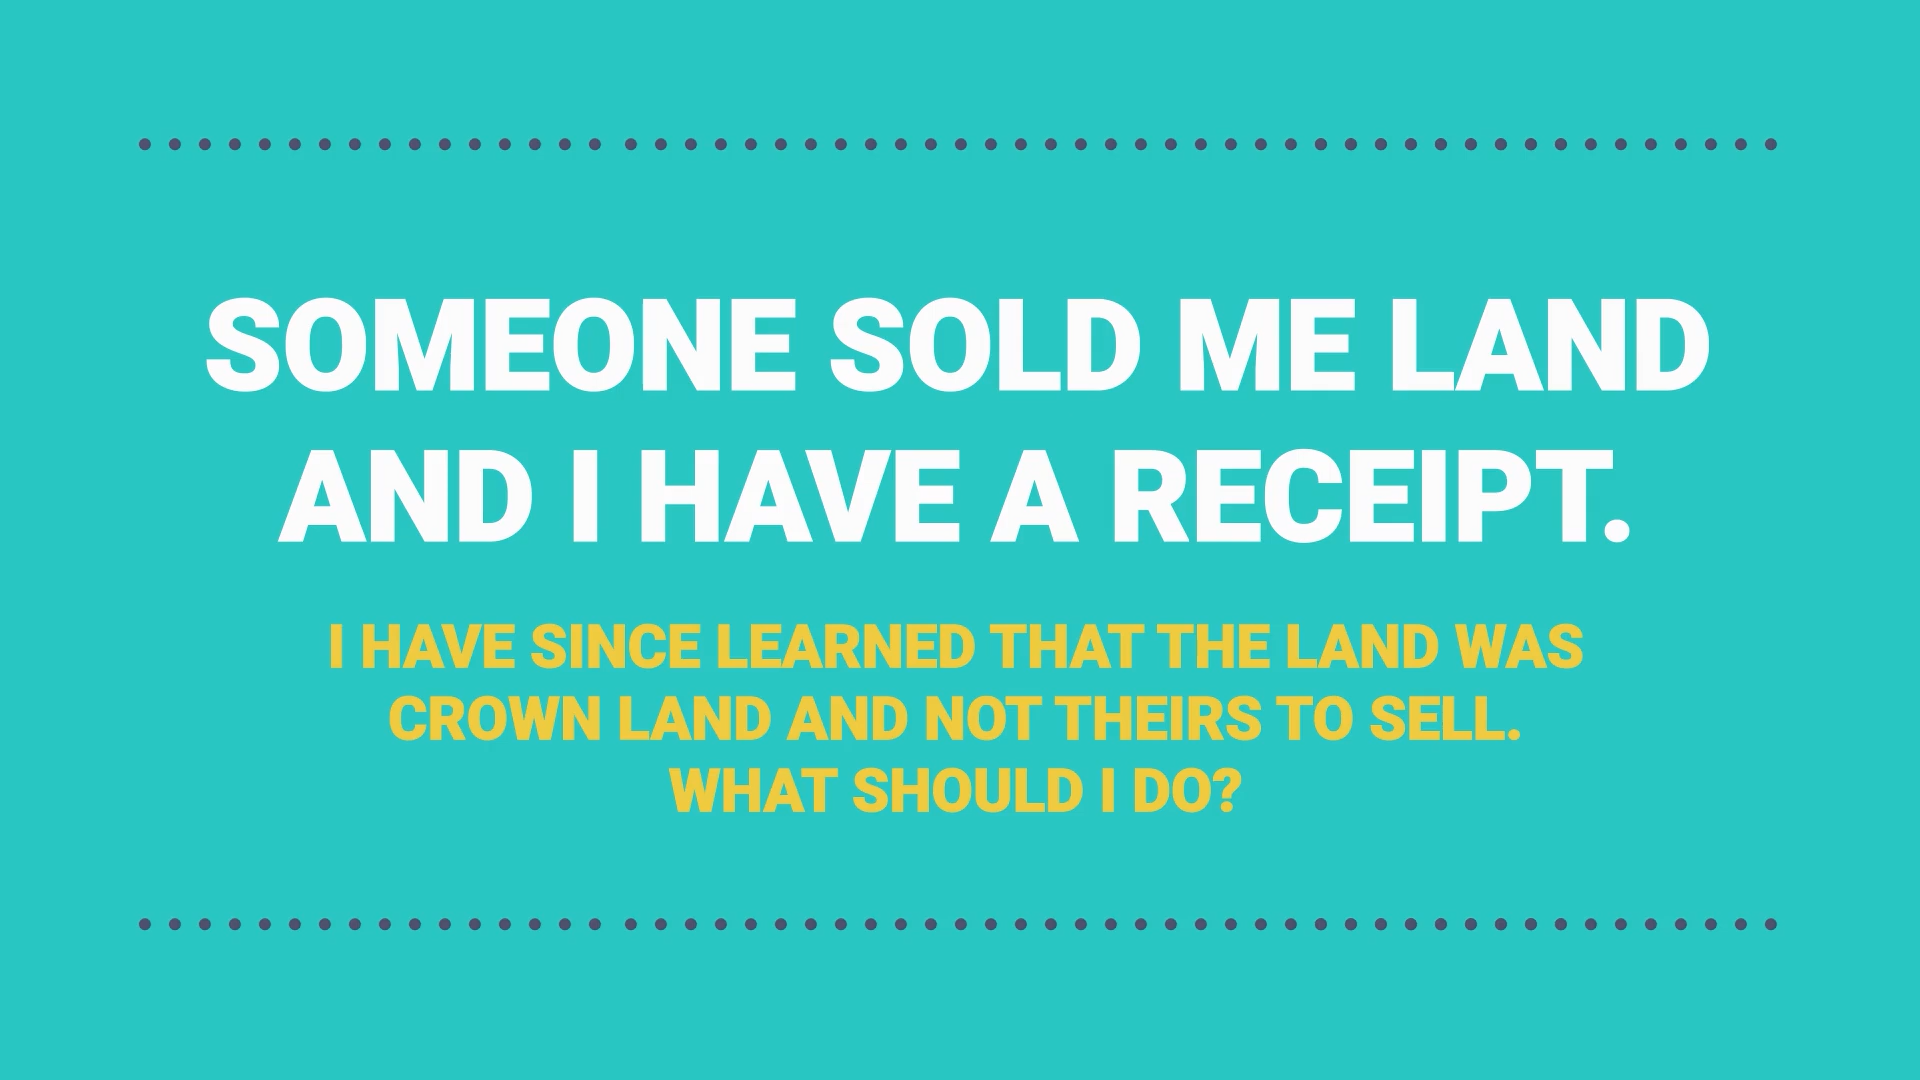 SOMEONE SOLD ME LAND
AND I HAVE A RECEIPT.
I HAVE SINCE LEARNED THAT THE LAND WAS
CROWN LAND AND NOT THEIRS TO SELL.
WHAT SHOULD I DO?